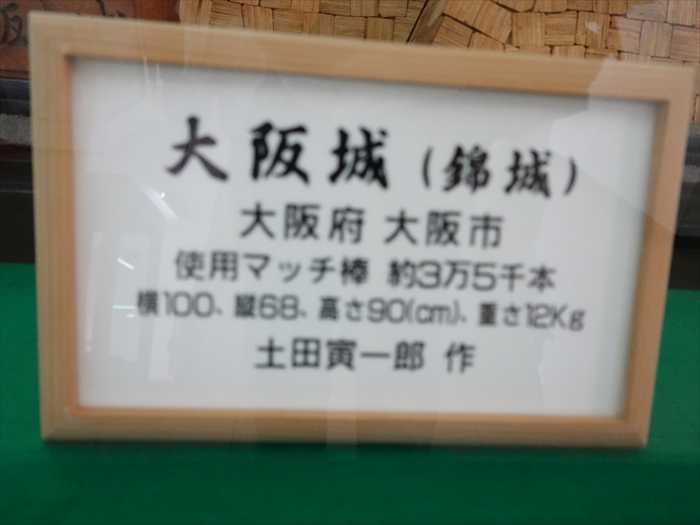 大阪城（錦城）
大阪府 大阪市
使用マッチ棒 約3万5千本
横100、縦68、高さ90(cm)、重さ12Kg
土田寅一郎 作